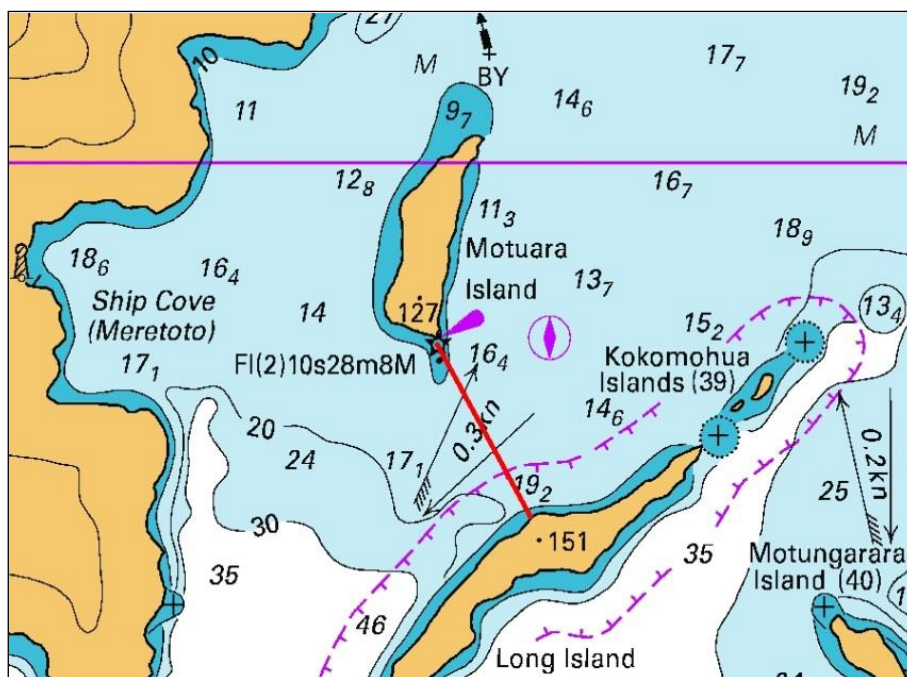 27
10
M
BY
17₇
19₂
11
9₇
14₆
M
12₈
16₇
11₃
18₉
18₆
16₄
Motuara
Island
13₇
Ship Cove
(Meretoto)
14
127
15₂
13₄
Fl(2)10s28m8M
16₄
Kokomohua
Islands (39)
17₁
14₆
20
0.3kn
24
17₁
19₂
25
0.2kn
30
151
35
35
Motungarara
Island (40)
46
Long Island